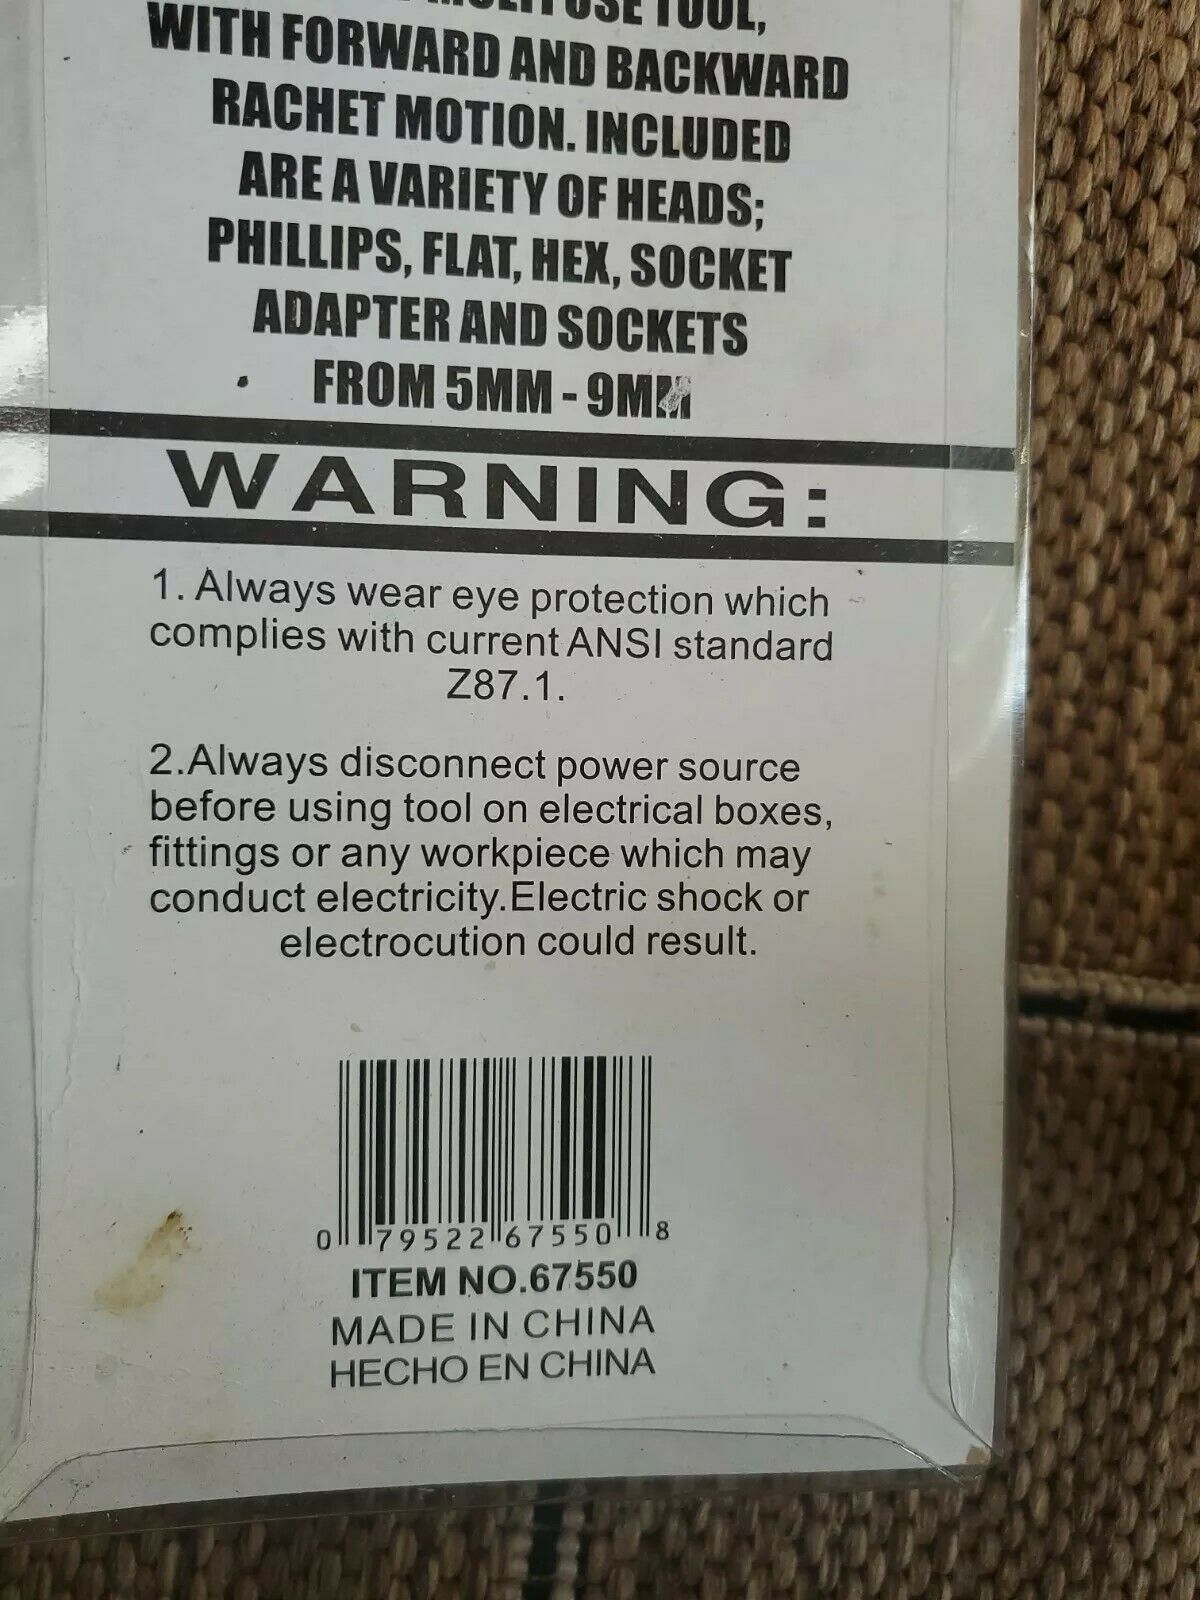 MULTI USE TOOL,
WITH FORWARD AND BACKWARD
RACHET MOTION. INCLUDED
ARE A VARIETY OF HEADS;
PHILLIPS, FLAT, HEX, SOCKET
ADAPTER AND SOCKETS
FROM 5MM - 9MM
WARNING:
1. Always wear eye protection which
complies with current ANSI standard
Z87.1.
2.Always disconnect power source
before using tool on electrical boxes,
fittings or any workpiece which may
conduct electricity.Electric shock or
electrocution could result.
0 79522 67550 8
ITEM NO.67550
MADE IN CHINA
HECHO EN CHINA